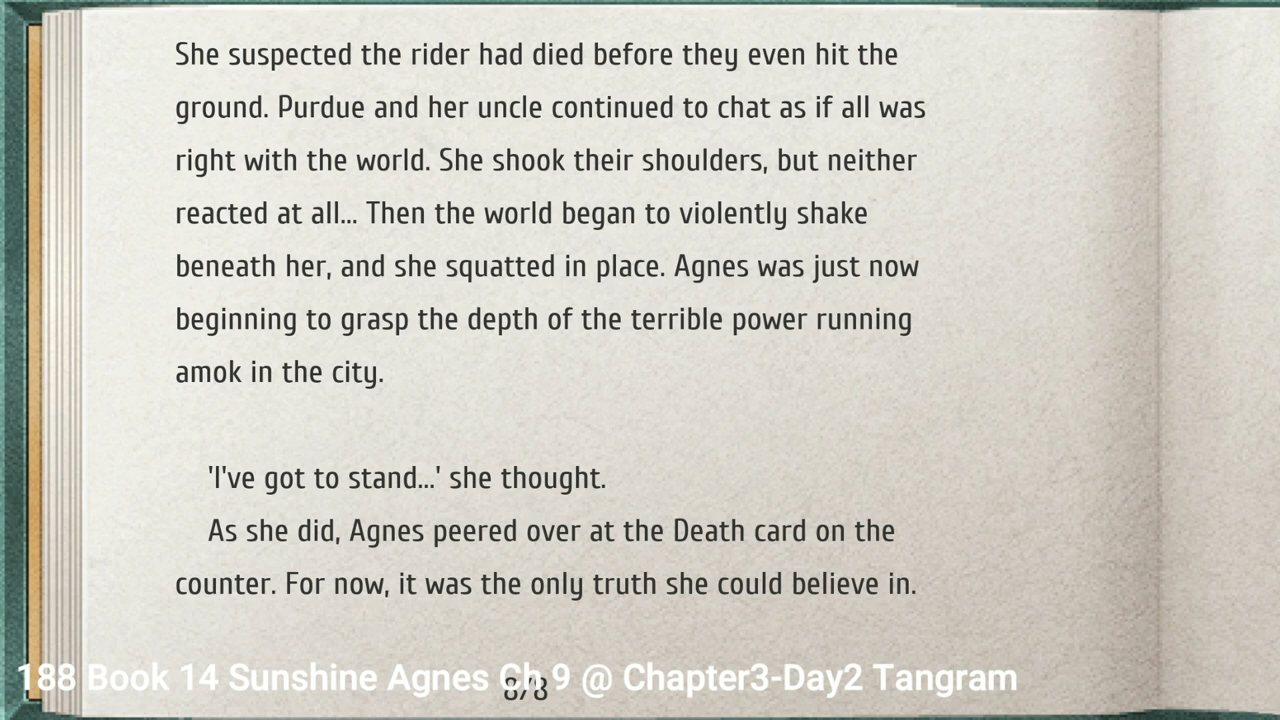 She suspected the rider had died before they even hit the
ground. Purdue and her uncle continued to chat as if all was
right with the world. She shook their shoulders, but neither
reacted at all... Then the world began to violently shake
beneath her, and she squatted in place. Agnes was just now
beginning to grasp the depth of the terrible power running
amok in the city.
'I've got to stand...' she thought.
As she did, Agnes peered over at the Death card on the
counter. For now, it was the only truth she could believe in.
188 Book 14 Sunshine Agnes Ch 9 @ Chapter3-Day2 Tangram
8/8